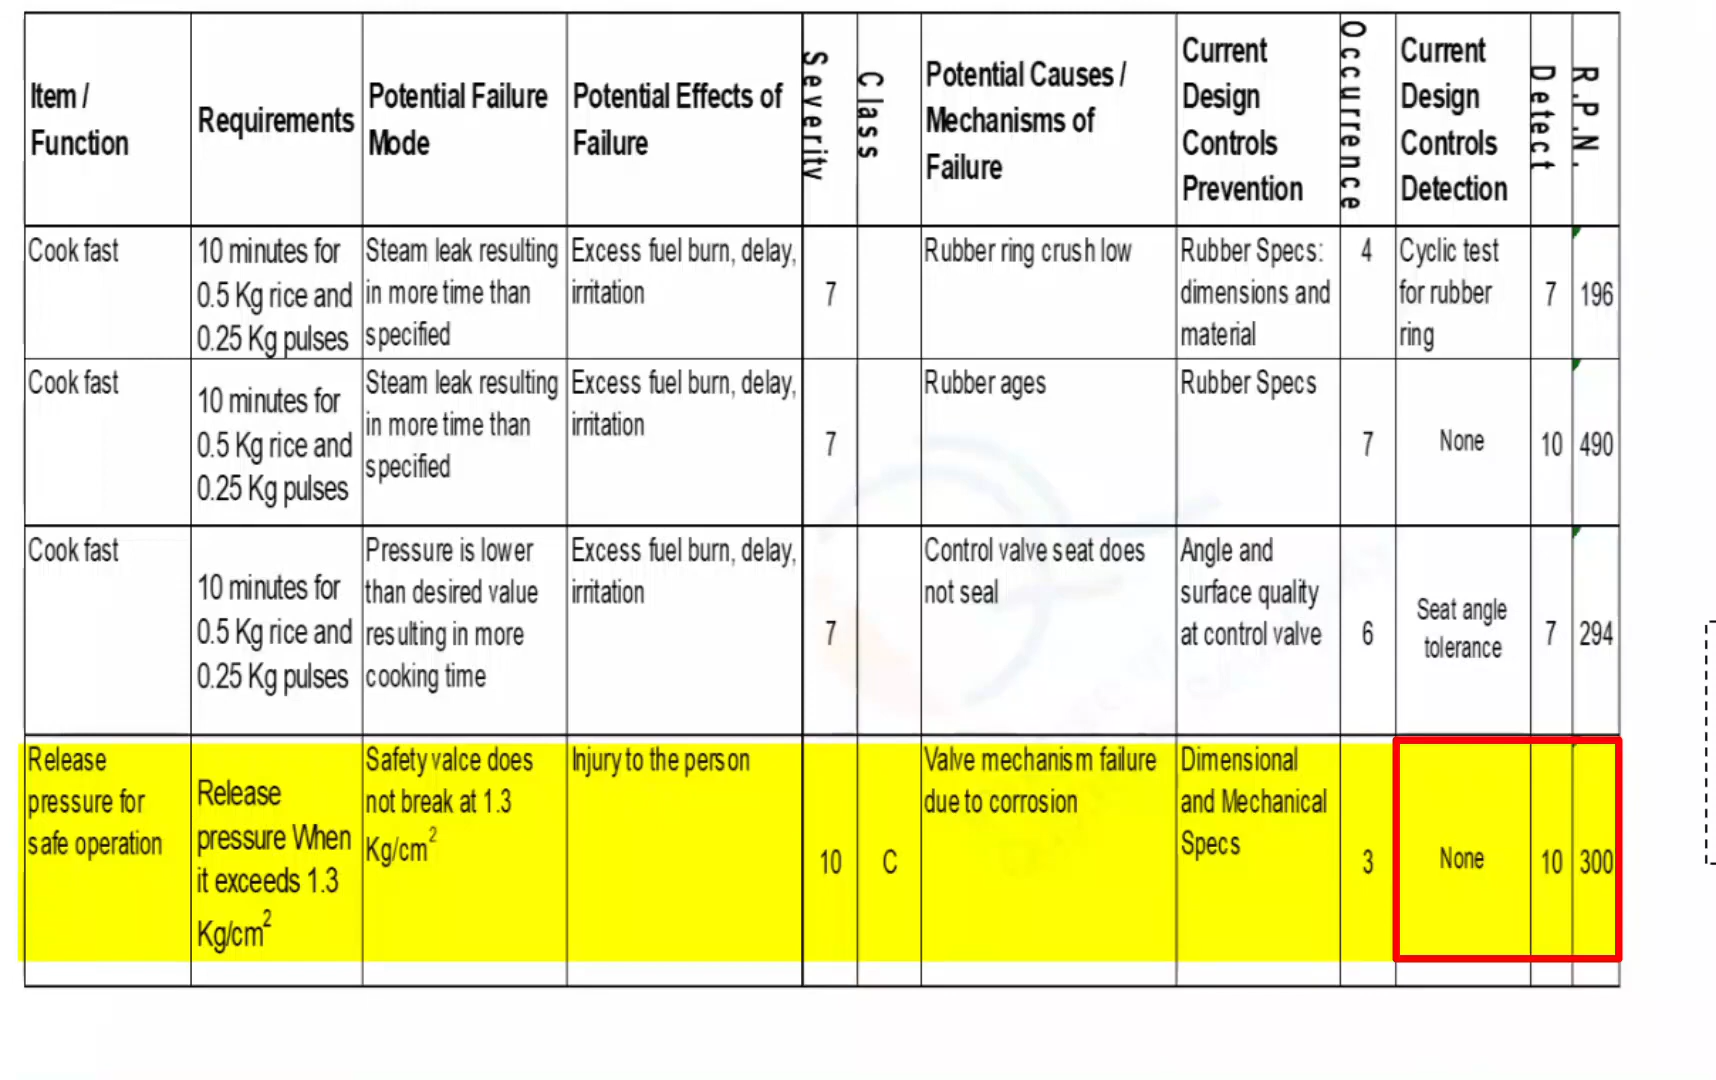 Item /
Function
Requirements
Potential Failure
Mode
Potential Effects of
Failure
Severity
Class
Potential Causes /
Mechanisms of
Failure
Current
Design
Controls
Prevention
Occurrence
Current
Design
Controls
Detection
Detect
R.P.N.
Cook fast
10 minutes for
0.5 Kg rice and
0.25 Kg pulses
Steam leak resulting
in more time than
specified
Excess fuel burn, delay,
irritation
7
Rubber ring crush low
Rubber Specs:
dimensions and
material
4
Cyclic test
for rubber
ring
7
196
Cook fast
10 minutes for
0.5 Kg rice and
0.25 Kg pulses
Steam leak resulting
in more time than
specified
Excess fuel burn, delay,
irritation
7
Rubber ages
Rubber Specs
7
None
10
490
Cook fast
10 minutes for
0.5 Kg rice and
0.25 Kg pulses
Pressure is lower
than desired value
resulting in more
cooking time
Excess fuel burn, delay,
irritation
7
Control valve seat does
not seal
Angle and
surface quality
at control valve
6
Seat angle
tolerance
7
294
Release
pressure for
safe operation
Release
pressure When
it exceeds 1.3
Kg/cm²
Safety valce does
not break at 1.3
Kg/cm²
Injury to the person
10
C
Valve mechanism failure
due to corrosion
Dimensional
and Mechanical
Specs
3
None
10
300